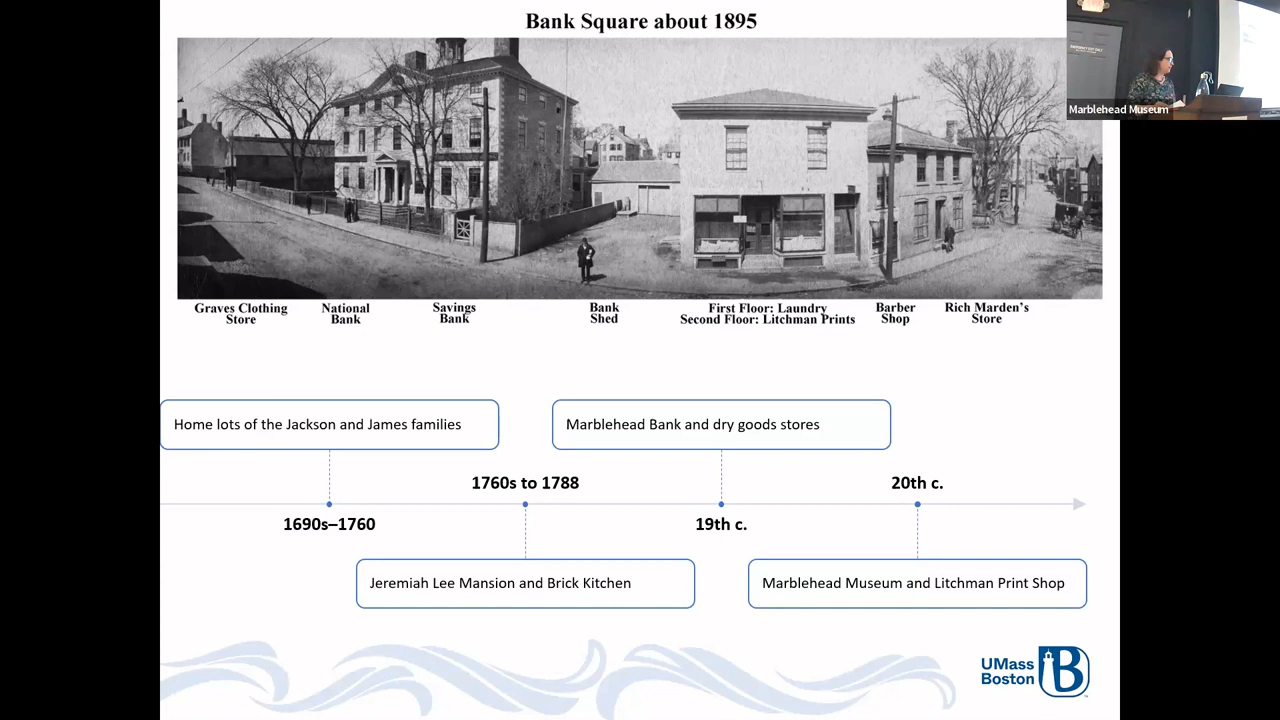 Bank Square about 1895
Marblehead Museum
Graves Clothing
Store
National
Bank
Savings
Bank
Bank
Shed
First Floor: Laundry
Second Floor: Litchman Prints
Barber
Shop
Rich Marden's
Store
Home lots of the Jackson and James families
Marblehead Bank and dry goods stores
1760s to 1788
20th c.
1690s–1760
19th c.
Jeremiah Lee Mansion and Brick Kitchen
Marblehead Museum and Litchman Print Shop
UMass
Boston
B